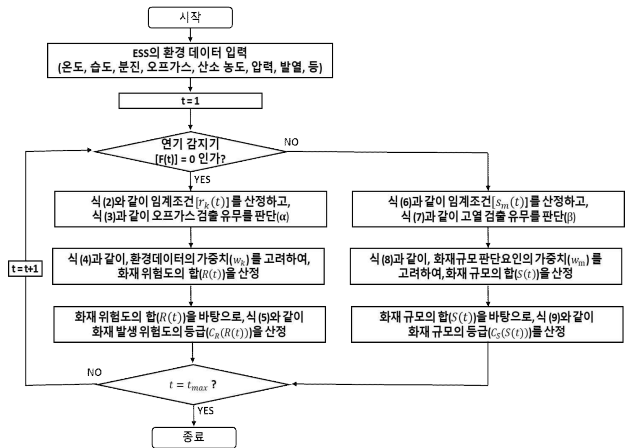 시작
ESS의 환경 데이터 입력
(온도, 습도, 분진, 오프가스, 산소 농도, 압력, 발열, 등)
t = 1
연기 감지기
[F(t)] = 0 인가?
NO
YES
식 (2)와 같이 임계조건[r_k(t)]를 산정하고,
식 (3)과 같이 오프가스 검출 유무를 판단(α)
식 (4)과 같이, 환경데이터의 가중치(w_k)를 고려하여,
화재 위험도의 합(R(t))을 산정
화재 위험도의 합(R(t))을 바탕으로, 식 (5)와 같이
화재 발생 위험도의 등급(C_R(R(t)))을 산정
식 (6)과 같이 임계조건[s_m(t)]를 산정하고,
식 (7)과 같이 고열 검출 유무를 판단(β)
식 (8)과 같이, 화재규모 판단요인의 가중치(w_m) 를
고려하여, 화재 규모의 합(S(t))을 산정
화재 규모의 합(S(t))을 바탕으로, 식 (9)와 같이
화재 규모의 등급(C_S(S(t)))를 산정
t = t+1
NO
t = t_max ?
YES
종료